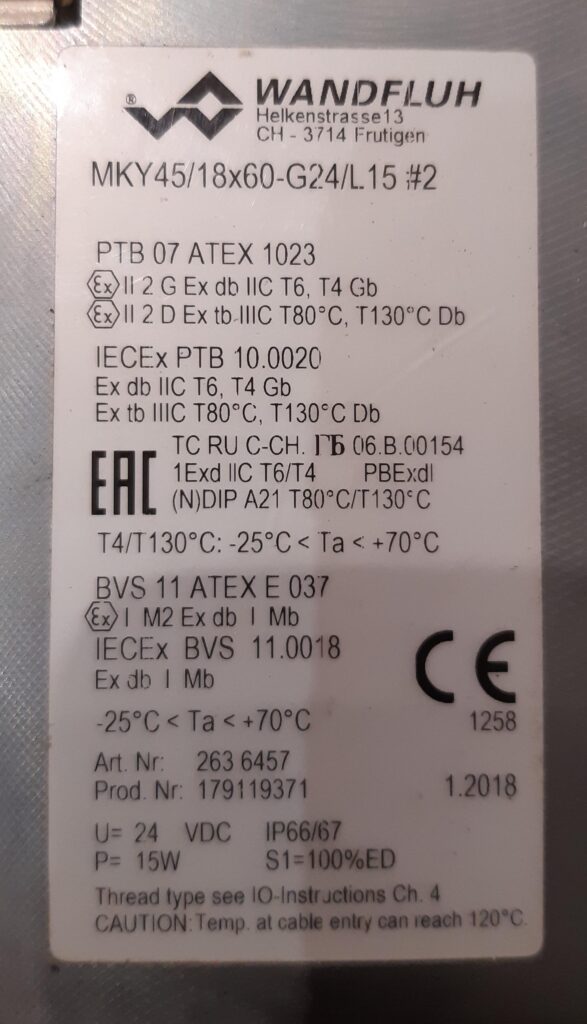 ® WANDFLUH
Helkenstrasse13
CH - 3714 Frutigen
MKY45/18x60-G24/L15 #2
PTB 07 ATEX 1023
Ex II 2 G Ex db IIC T6, T4 Gb
Ex II 2 D Ex tb IIIC T80°C, T130°C Db
IECEx PTB 10.0020
Ex db IIC T6, T4 Gb
Ex tb IIIC T80°C, T130°C Db
TC RU C-CH. ГБ 06.B.00154
EAC 1Exd IIC T6/T4 PBExdI
(N)DIP A21 T80°C/T130°C
T4/T130°C: -25°C < Ta < +70°C
BVS 11 ATEX E 037
Ex I M2 Ex db I Mb
IECEx BVS 11.0018
Ex db I Mb
CE
-25°C < Ta < +70°C 1258
Art. Nr: 263 6457
Prod. Nr: 179119371 1.2018
U= 24 VDC IP66/67
P= 15W S1=100%ED
Thread type see IO-Instructions Ch. 4
CAUTION: Temp. at cable entry can reach 120°C.